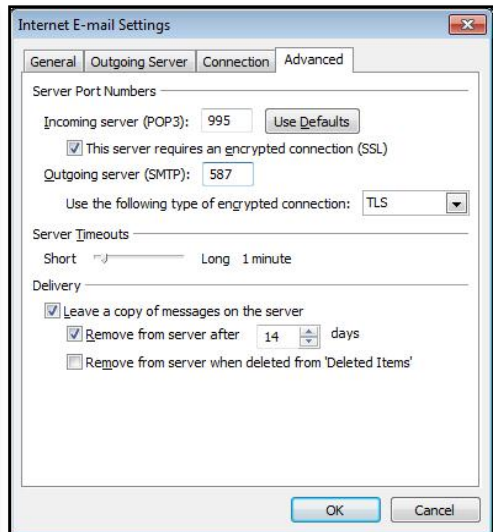 Internet E-mail Settings
General Outgoing Server Connection Advanced
Server Port Numbers
Incoming server (POP3): 995 Use Defaults
This server requires an encrypted connection (SSL)
Outgoing server (SMTP): 587
Use the following type of encrypted connection: TLS
Server Timeouts
Short Long 1 minute
Delivery
Leave a copy of messages on the server
Remove from server after 14 days
Remove from server when deleted from 'Deleted Items'
OK Cancel